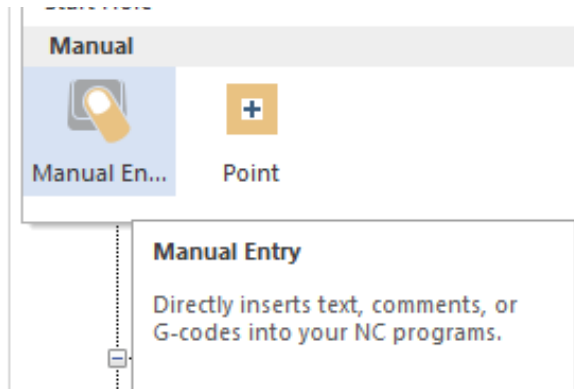 Manual
Manual En...
Point
Manual Entry
Directly inserts text, comments, or
G-codes into your NC programs.